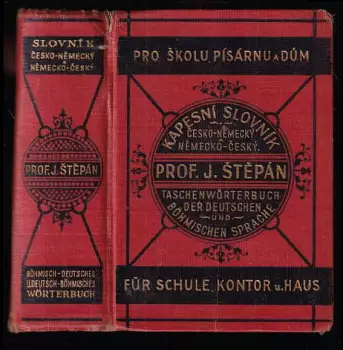 SLOVNÍK
ČESKO-NĚMECKÝ
NĚMECKO-ČESKÝ
PROF. J. ŠTĚPÁN
BÖHMISCH-DEUTSCHES
U.DEUTSCH-BÖHMISCHES
WÖRTERBUCH
PRO ŠKOLU, PÍSÁRNU A DŮM
KAPESNÍ SLOVNÍK
ČESKO-NĚMECKÝ
NĚMECKO-ČESKÝ.
PROF. J. ŠTĚPÁN
TASCHENWÖRTERBUCH
DER DEUTSCHEN
UND
BÖHMISCHEN SPRACHE
FÜR SCHULE, KONTOR u. HAUS